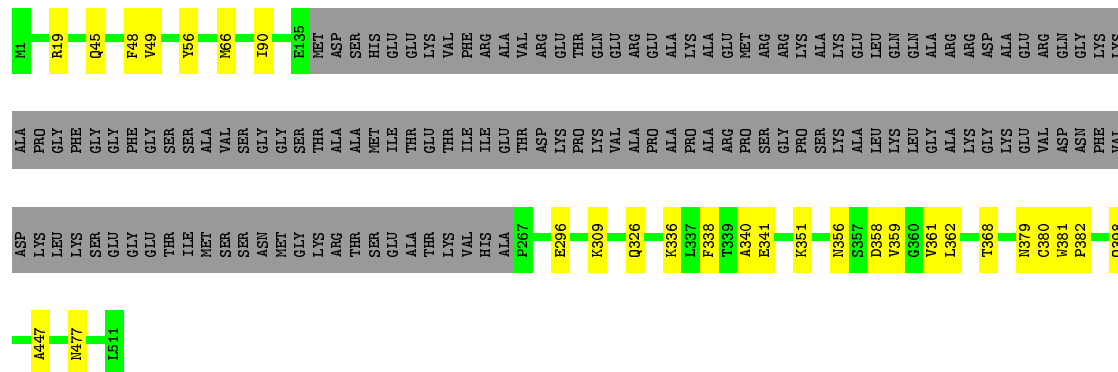 M1 R19 Q45 F48 V49 Y56 M66 I90 E135 MET ASP SER HIS GLU GLU LYS VAL PHE ARG ALA VAL ARG GLU THR GLN GLU ARG GLU ALA LYS ALA GLU MET ARG ARG LYS ALA LYS GLU LEU GLN GLN ALA ARG ARG ASP ALA GLU ARG GLN GLY LYS LYS
ALA PRO GLY PHE GLY GLY PHE GLY SER SER ALA VAL SER GLY GLY SER THR ALA ALA MET ILE THR GLU THR ILE ILE GLU THR ASP LYS PRO LYS VAL ALA PRO ALA PRO ALA ARG PRO SER GLY PRO SER LYS ALA LEU LYS LEU GLY ALA LYS GLY LYS GLU VAL ASP ASN PHE VAL
ASP LYS LEU LYS SER GLU GLY GLU THR ILE MET SER SER ASN MET GLY LYS ARG THR SER GLU ALA THR LYS VAL HIS ALA P267 E296 K309 Q326 K336 L337 F338 T339 A340 E341 K351 N356 S357 D358 V359 G360 V361 L362 T368 N379 C380 W381 P382
A447 N477 L511